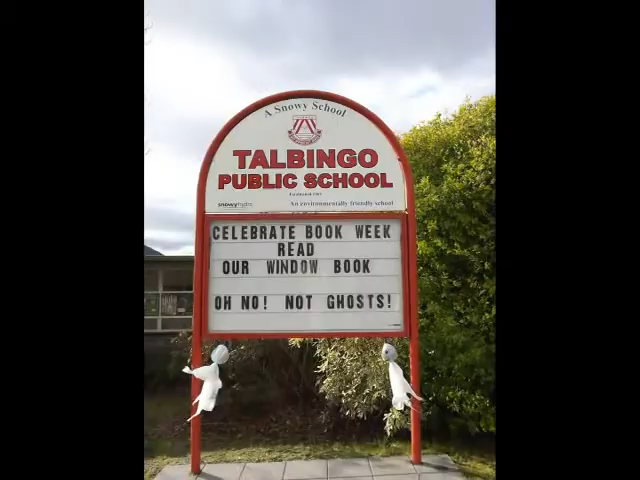 A Snowy School
TALBINGO
PUBLIC SCHOOL
snowyhydro
An environmentally friendly school
CELEBRATE BOOK WEEK
READ
OUR WINDOW BOOK
OH NO! NOT GHOSTS!